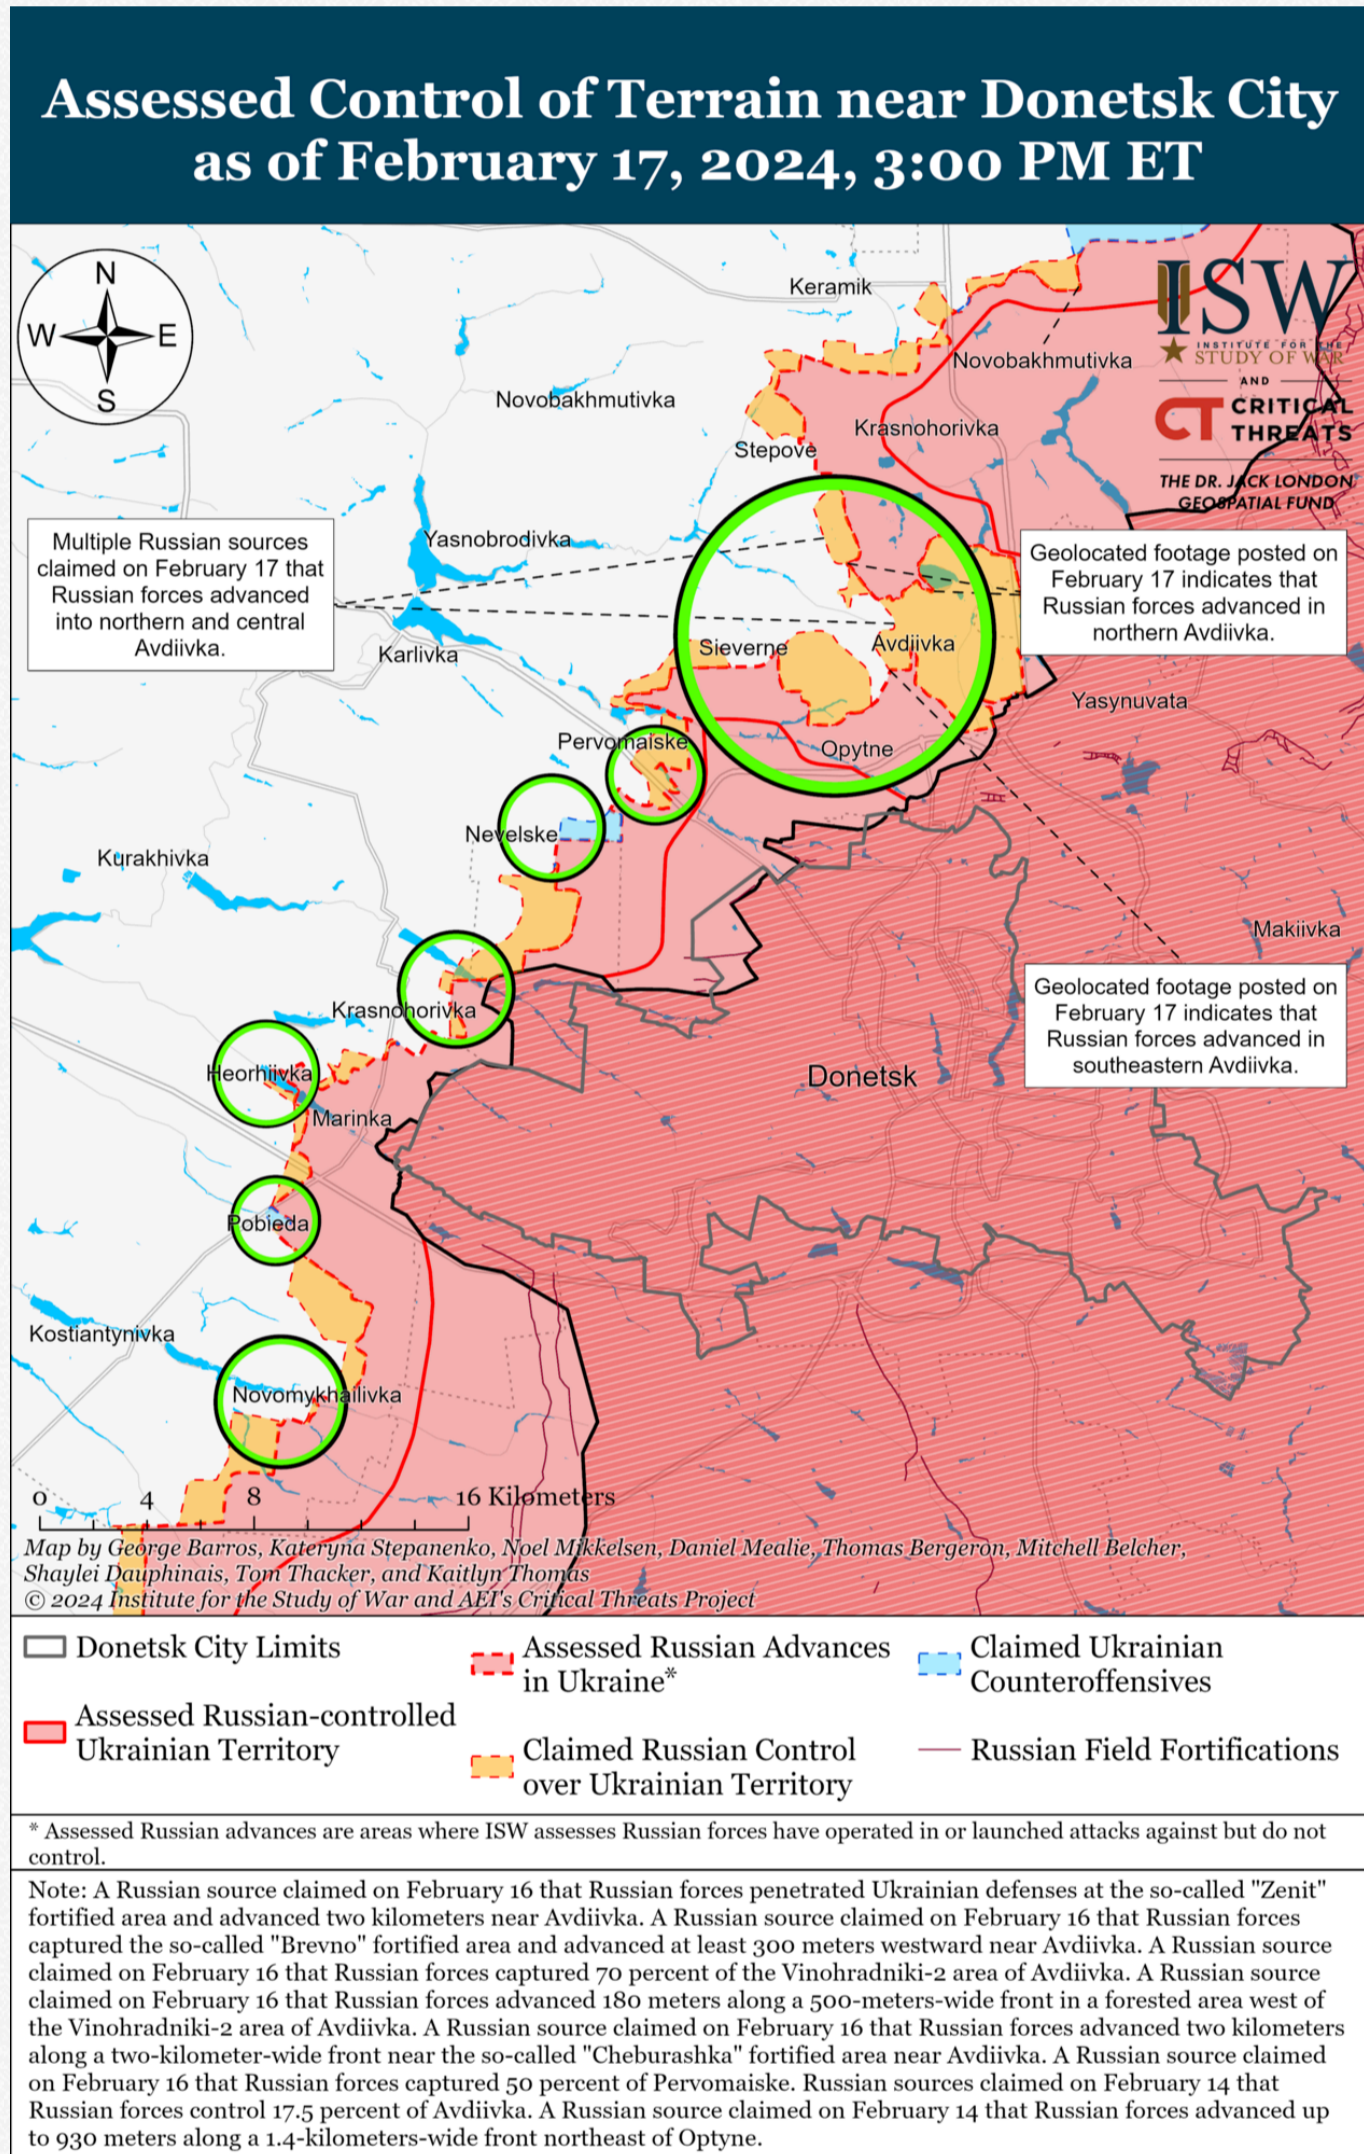 Assessed Control of Terrain near Donetsk City
as of February 17, 2024, 3:00 PM ET
N
W
E
S
Keramik
ISW
INSTITUTE FOR THE
STUDY OF WAR
AND
CT CRITICAL
THREATS
THE DR. JACK LONDON
GEOSPATIAL FUND
Novobakhmutivka
Novobakhmutivka
Krasnohorivka
Stepove
Multiple Russian sources
claimed on February 17 that
Russian forces advanced
into northern and central
Avdiivka.
Yasnobrodivka
Geolocated footage posted on
February 17 indicates that
Russian forces advanced in
northern Avdiivka.
Karlivka
Sieverne
Avdiivka
Yasynuvata
Pervomaiske
Opytne
Nevelske
Kurakhivka
Makiivka
Krasnohorivka
Geolocated footage posted on
February 17 indicates that
Russian forces advanced in
southeastern Avdiivka.
Heorhiivka
Donetsk
Marinka
Pobieda
Kostiantynivka
Novomykhailivka
0 4 8 16 Kilometers
Map by George Barros, Kateryna Stepanenko, Noel Mikkelsen, Daniel Mealie, Thomas Bergeron, Mitchell Belcher,
Shaylei Dauphinais, Tom Thacker, and Kaitlyn Thomas
© 2024 Institute for the Study of War and AEI's Critical Threats Project
Donetsk City Limits
Assessed Russian-controlled
Ukrainian Territory
Assessed Russian Advances
in Ukraine*
Claimed Russian Control
over Ukrainian Territory
Claimed Ukrainian
Counteroffensives
Russian Field Fortifications
* Assessed Russian advances are areas where ISW assesses Russian forces have operated in or launched attacks against but do not
control.
Note: A Russian source claimed on February 16 that Russian forces penetrated Ukrainian defenses at the so-called "Zenit"
fortified area and advanced two kilometers near Avdiivka. A Russian source claimed on February 16 that Russian forces
captured the so-called "Brevno" fortified area and advanced at least 300 meters westward near Avdiivka. A Russian source
claimed on February 16 that Russian forces captured 70 percent of the Vinohradniki-2 area of Avdiivka. A Russian source
claimed on February 16 that Russian forces advanced 180 meters along a 500-meters-wide front in a forested area west of
the Vinohradniki-2 area of Avdiivka. A Russian source claimed on February 16 that Russian forces advanced two kilometers
along a two-kilometer-wide front near the so-called "Cheburashka" fortified area near Avdiivka. A Russian source claimed
on February 16 that Russian forces captured 50 percent of Pervomaiske. Russian sources claimed on February 14 that
Russian forces control 17.5 percent of Avdiivka. A Russian source claimed on February 14 that Russian forces advanced up
to 930 meters along a 1.4-kilometers-wide front northeast of Optyne.